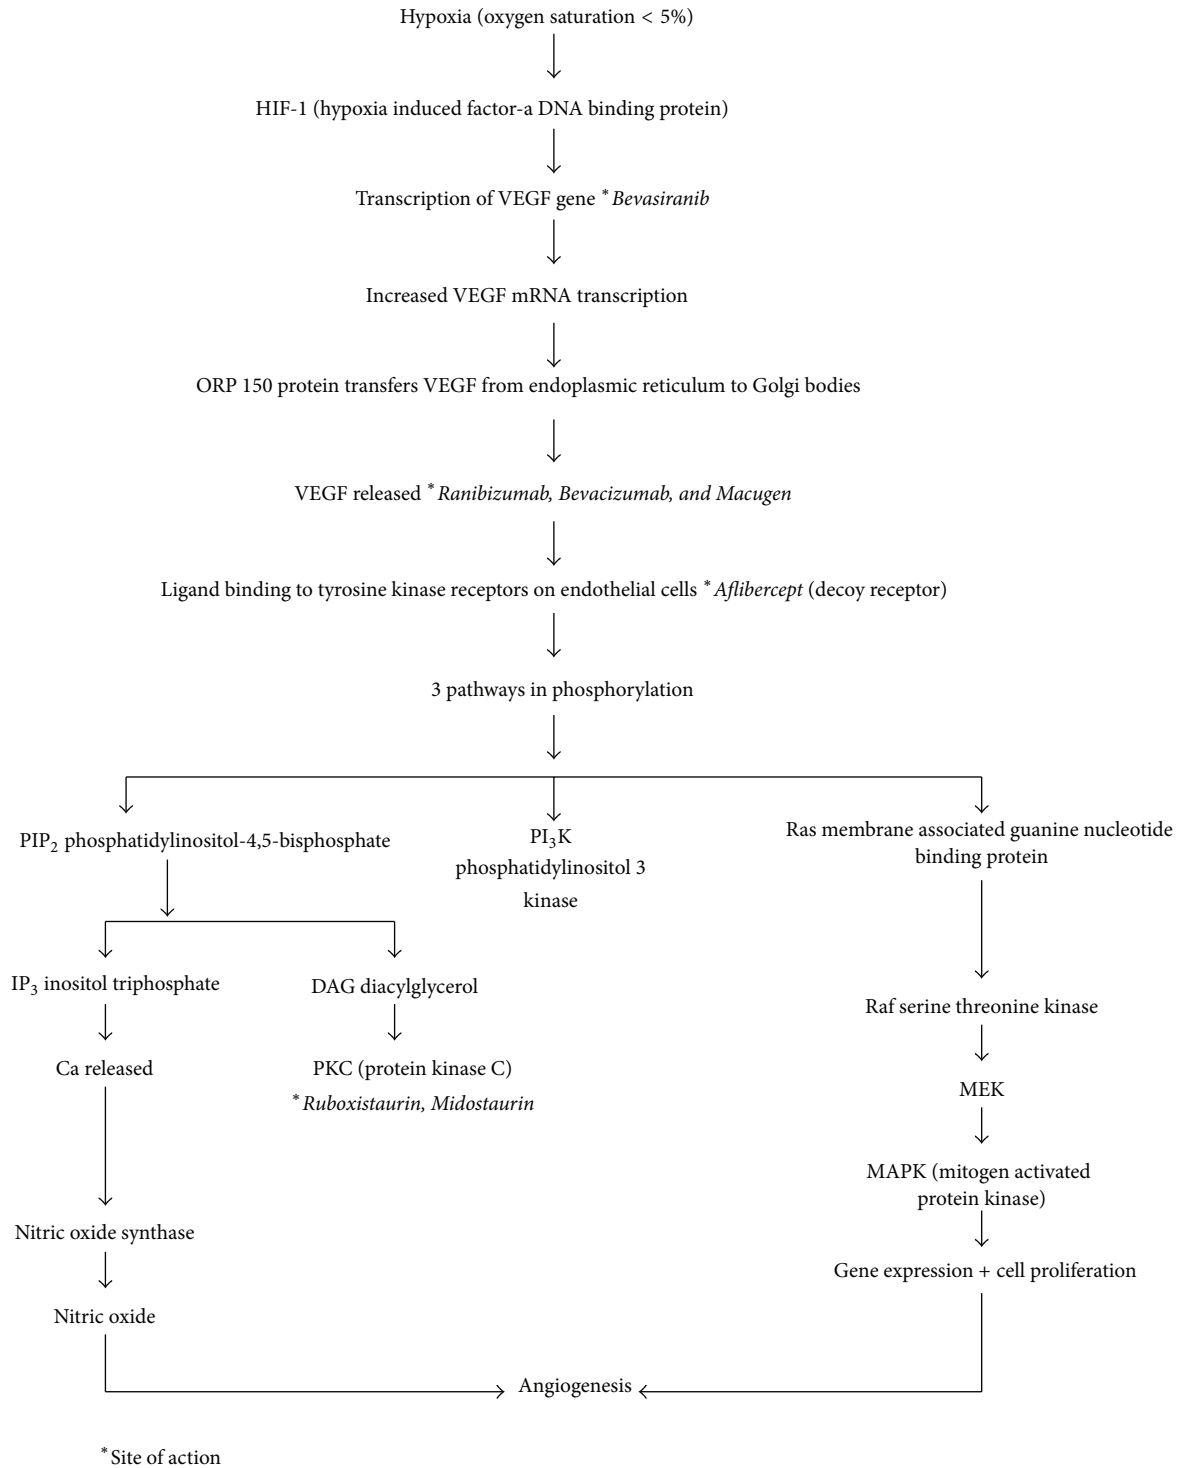 Hypoxia (oxygen saturation < 5%)
HIF-1 (hypoxia induced factor-a DNA binding protein)
Transcription of VEGF gene *Bevasiranib
Increased VEGF mRNA transcription
ORP 150 protein transfers VEGF from endoplasmic reticulum to Golgi bodies
VEGF released *Ranibizumab, Bevacizumab, and Macugen
Ligand binding to tyrosine kinase receptors on endothelial cells *Aflibercept (decoy receptor)
3 pathways in phosphorylation
PIP₂ phosphatidylinositol-4,5-bisphosphate
PI₃K
phosphatidylinositol 3
kinase
Ras membrane associated guanine nucleotide
binding protein
IP₃ inositol triphosphate
DAG diacylglycerol
Raf serine threonine kinase
Ca released
PKC (protein kinase C)
*Ruboxistaurin, Midostaurin
MEK
MAPK (mitogen activated
protein kinase)
Nitric oxide synthase
Gene expression + cell proliferation
Nitric oxide
Angiogenesis
*Site of action